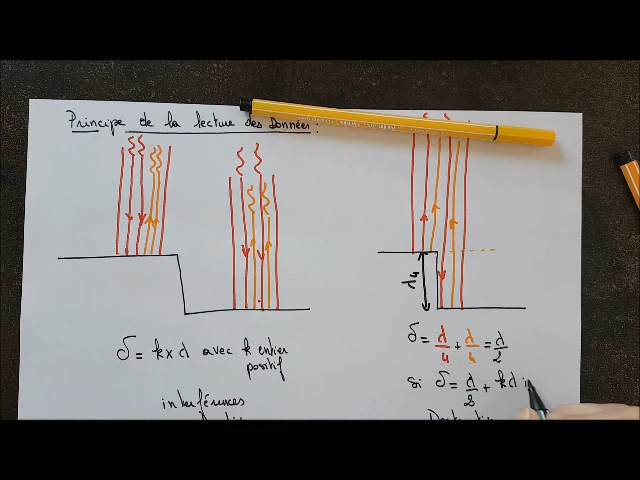 Principe de la lecture des Données :
λ/4
δ = k x λ avec k entier
positif
interférences
δ = λ/4 + λ/4 = λ/2
si δ = λ/2 + kλ